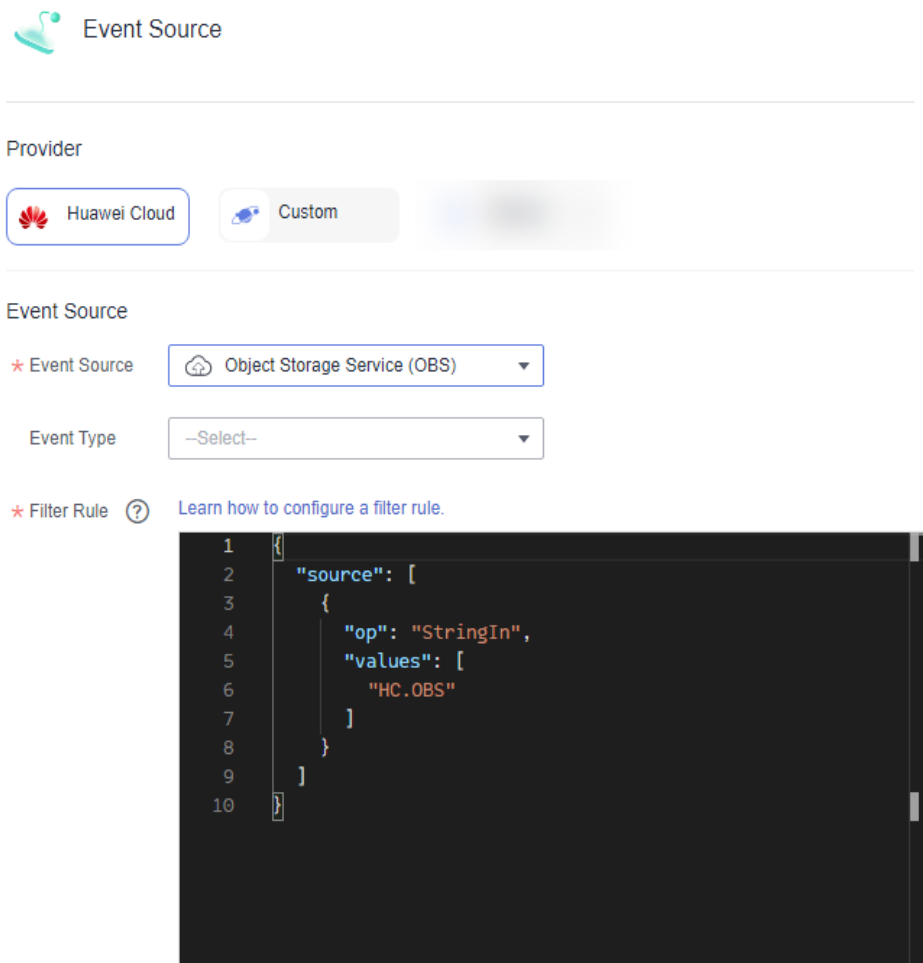 Event Source
Provider
Huawei Cloud
Custom
Event Source
* Event Source Object Storage Service (OBS)
Event Type --Select--
* Filter Rule ? Learn how to configure a filter rule.
1 {
2 "source": [
3 {
4 "op": "StringIn",
5 "values": [
6 "HC.OBS"
7 ]
8 }
9 ]
10 }